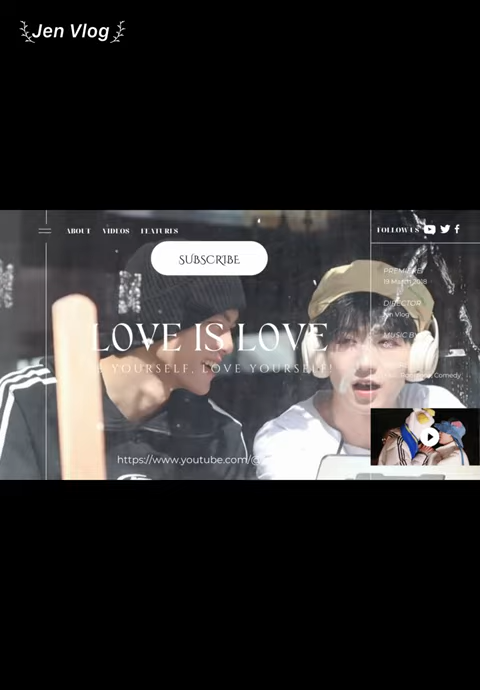 Jen Vlog
ABOUT VIDEOS FEATURES
FOLLOW US
SUBSCRIBE
PREMIERE
19 March 2018
DIRECTOR
Jen Vlog
MUSIC BY
LOVE IS LOVE
YOURSELF, LOVE YOURSELF!
Comedy
https://www.youtube.com/@